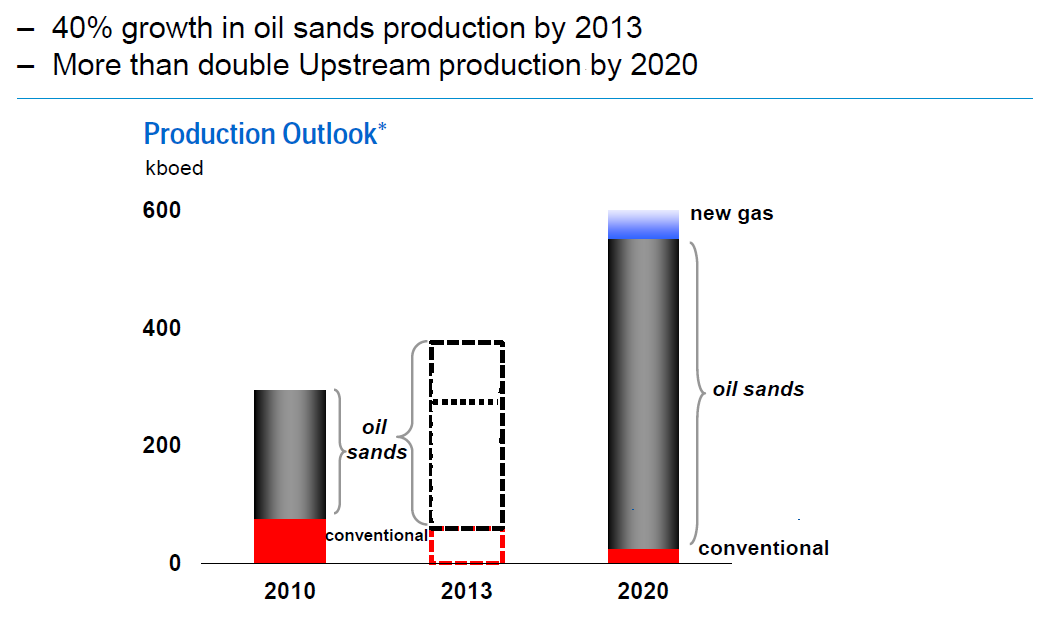 – 40% growth in oil sands production by 2013
– More than double Upstream production by 2020
Production Outlook*
kboed
600
new gas
400
oil sands
oil
200
sands
conventional
conventional
0
2010
2013
2020